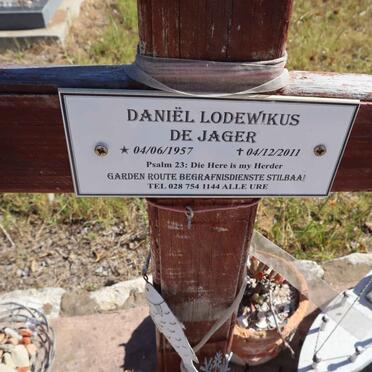 DANIËL LODEWIKUS
DE JAGER
★ 04/06/1957 ✝ 04/12/2011
Psalm 23: Die Here is my Herder
GARDEN ROUTE BEGRAFNISDIENSTE STILBAAI
TEL 028 754 1144 ALLE URE